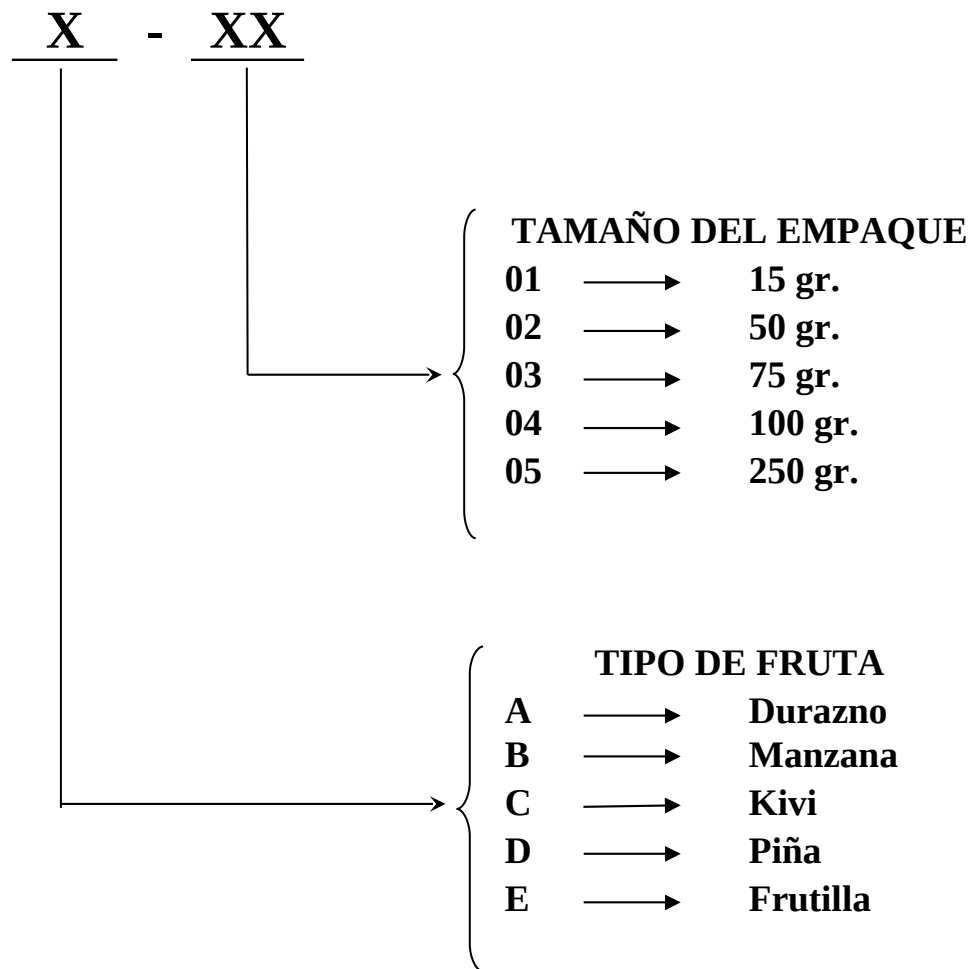 X - XX
TAMAÑO DEL EMPAQUE
01 15 gr.
02 50 gr.
03 75 gr.
04 100 gr.
05 250 gr.
TIPO DE FRUTA
A Durazno
B Manzana
C Kivi
D Piña
E Frutilla